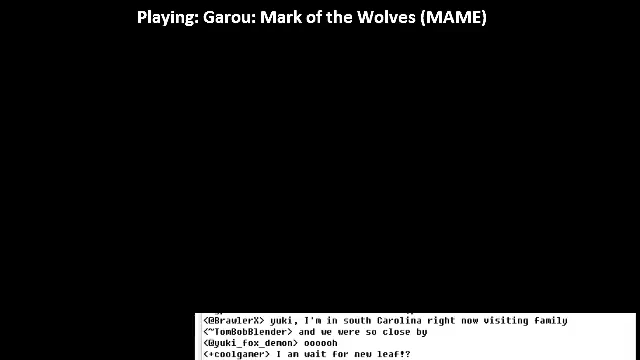 Playing: Garou: Mark of the Wolves (MAME)
<@BrawlerX> yuki, I'm in south Carolina right now visiting family
<~TomBobBlender> and we were so close by
<@yuki_fox_demon> oooooh
<+coolgamer> I an wait for new leaf!?